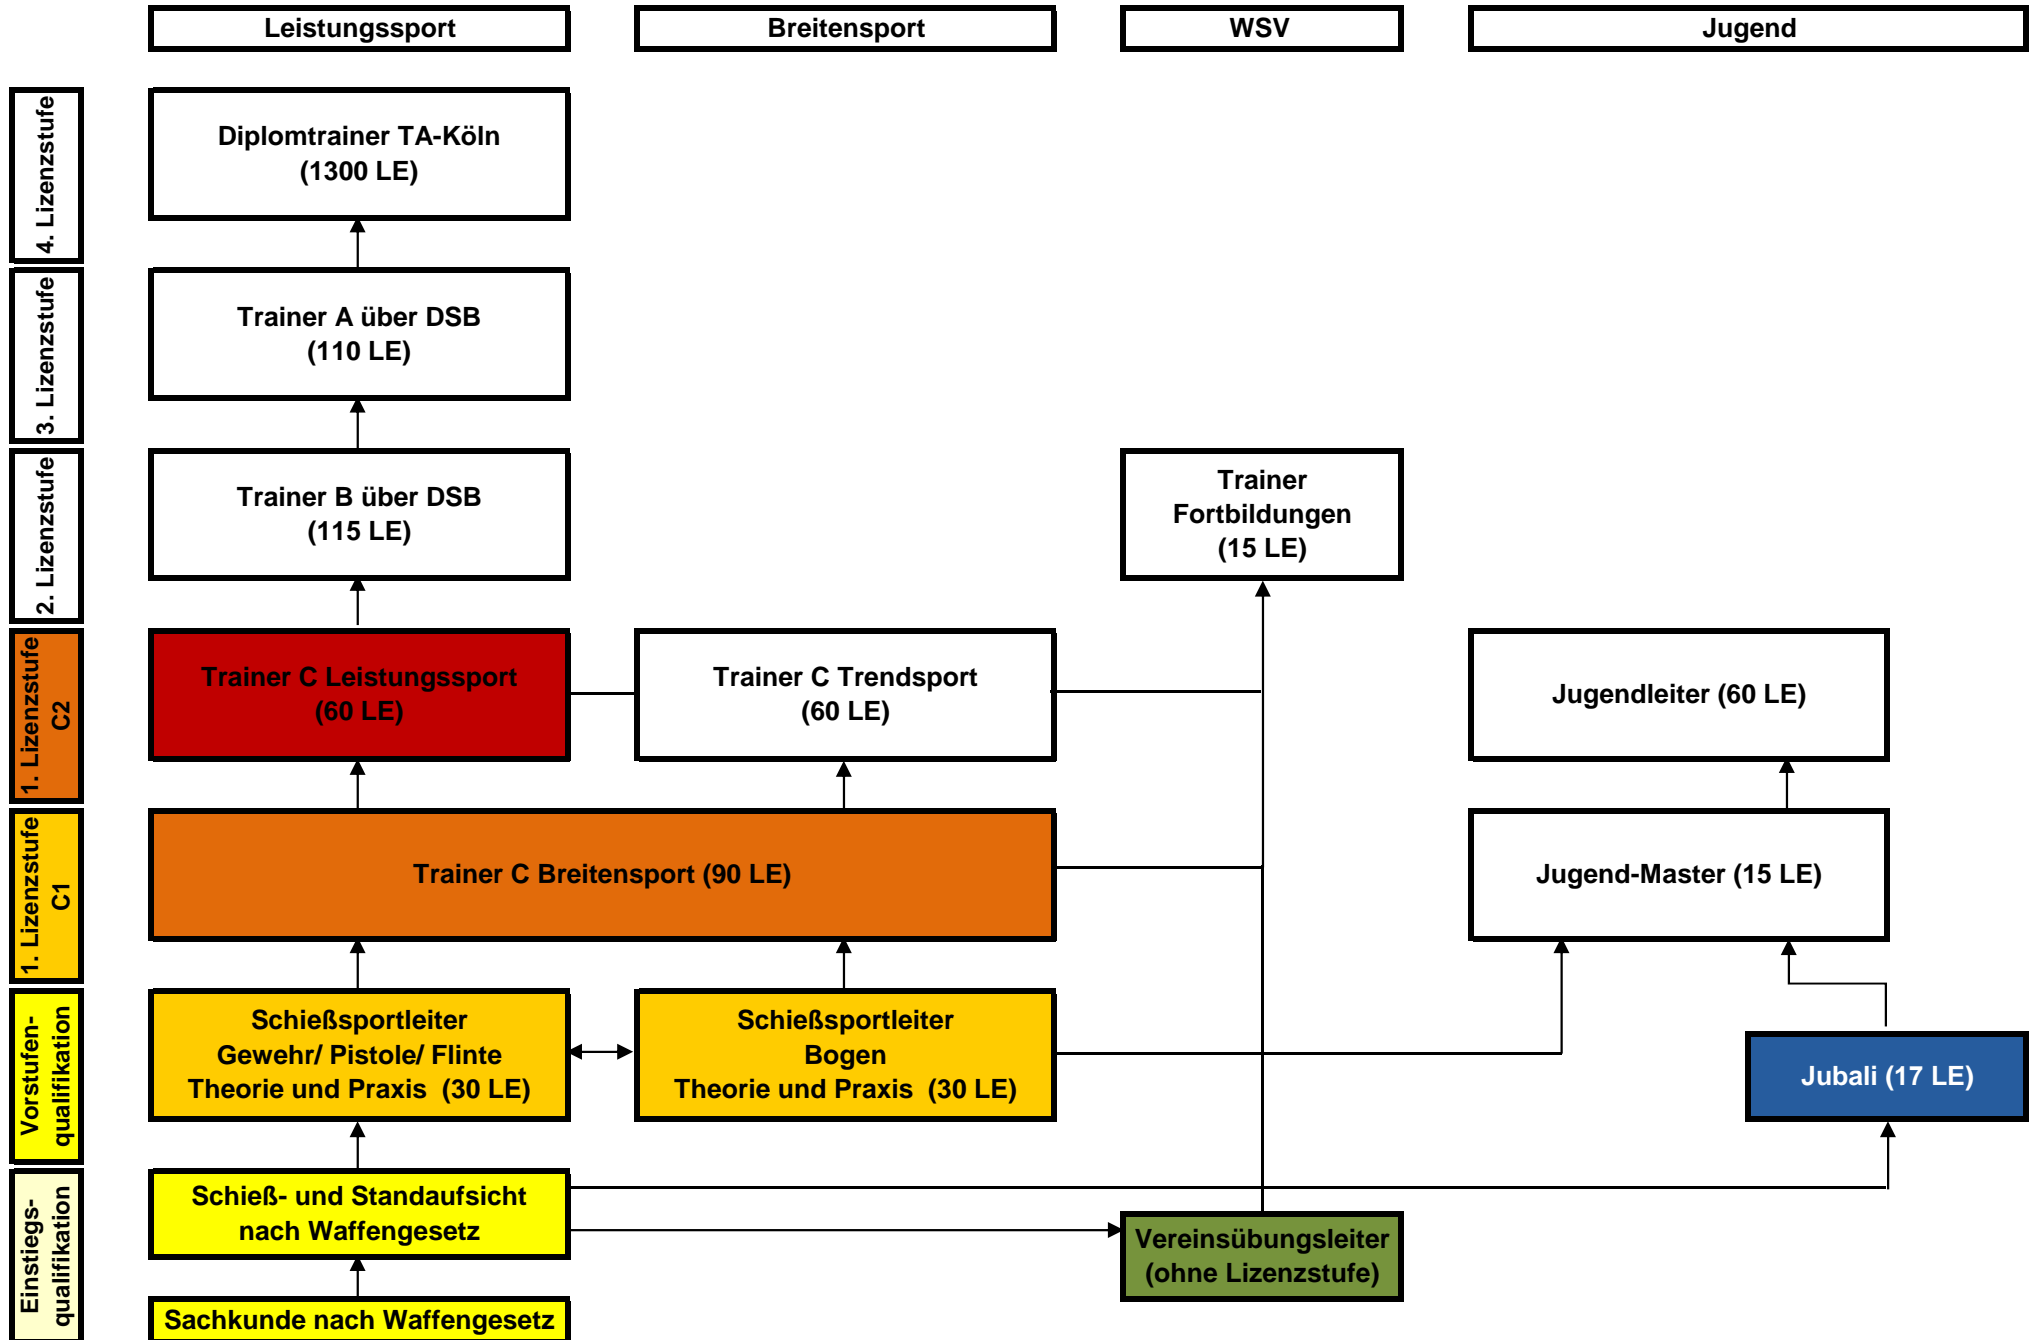 Leistungssport
Breitensport
WSV
Jugend
4. Lizenzstufe
Diplomtrainer TA-Köln
(1300 LE)
3. Lizenzstufe
Trainer A über DSB
(110 LE)
2. Lizenzstufe
Trainer B über DSB
(115 LE)
Trainer
Fortbildungen
(15 LE)
1. Lizenzstufe
C2
Trainer C Leistungssport
(60 LE)
Trainer C Trendsport
(60 LE)
Jugendleiter (60 LE)
1. Lizenzstufe
C1
Trainer C Breitensport (90 LE)
Jugend-Master (15 LE)
Vorstufen-
qualifikation
Schießsportleiter
Gewehr/ Pistole/ Flinte
Theorie und Praxis  (30 LE)
Schießsportleiter
Bogen
Theorie und Praxis  (30 LE)
Jubali (17 LE)
Einstiegs-
qualifikation
Schieß- und Standaufsicht
nach Waffengesetz
Vereinsübungsleiter
(ohne Lizenzstufe)
Sachkunde nach Waffengesetz